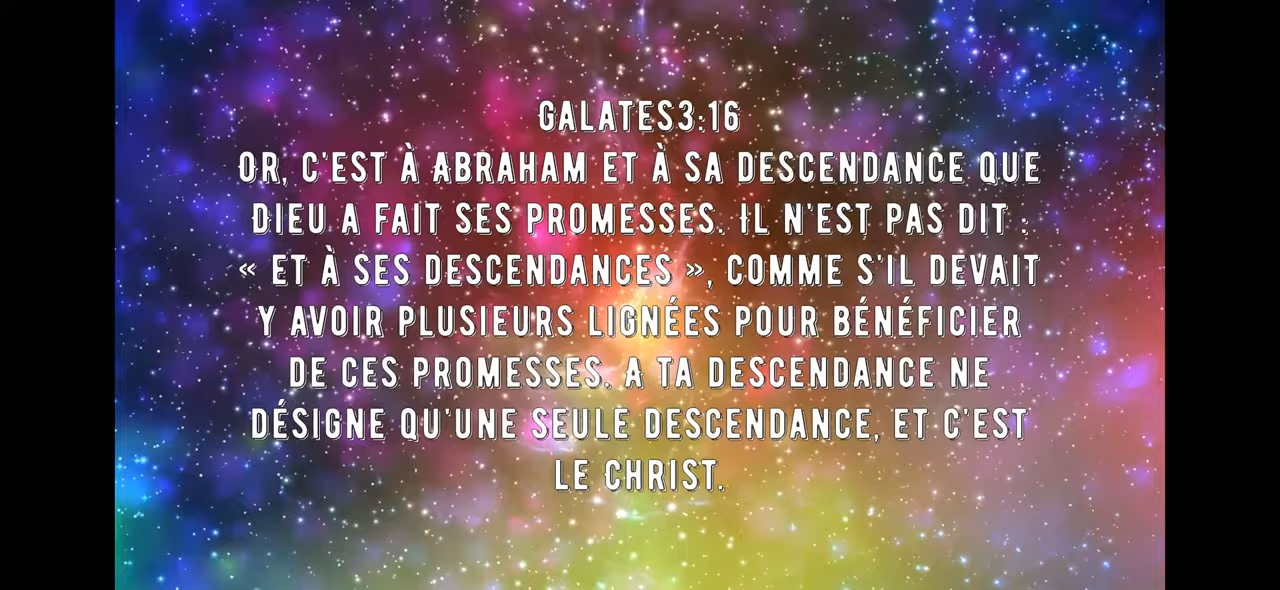 GALATES3:16
OR, C'EST À ABRAHAM ET À SA DESCENDANCE QUE
DIEU A FAIT SES PROMESSES. IL N'EST PAS DIT :
« ET À SES DESCENDANCES », COMME S'IL DEVAIT
Y AVOIR PLUSIEURS LIGNÉES POUR BÉNÉFICIER
DE CES PROMESSES. A TA DESCENDANCE NE
DÉSIGNE QU'UNE SEULE DESCENDANCE, ET C'EST
LE CHRIST.